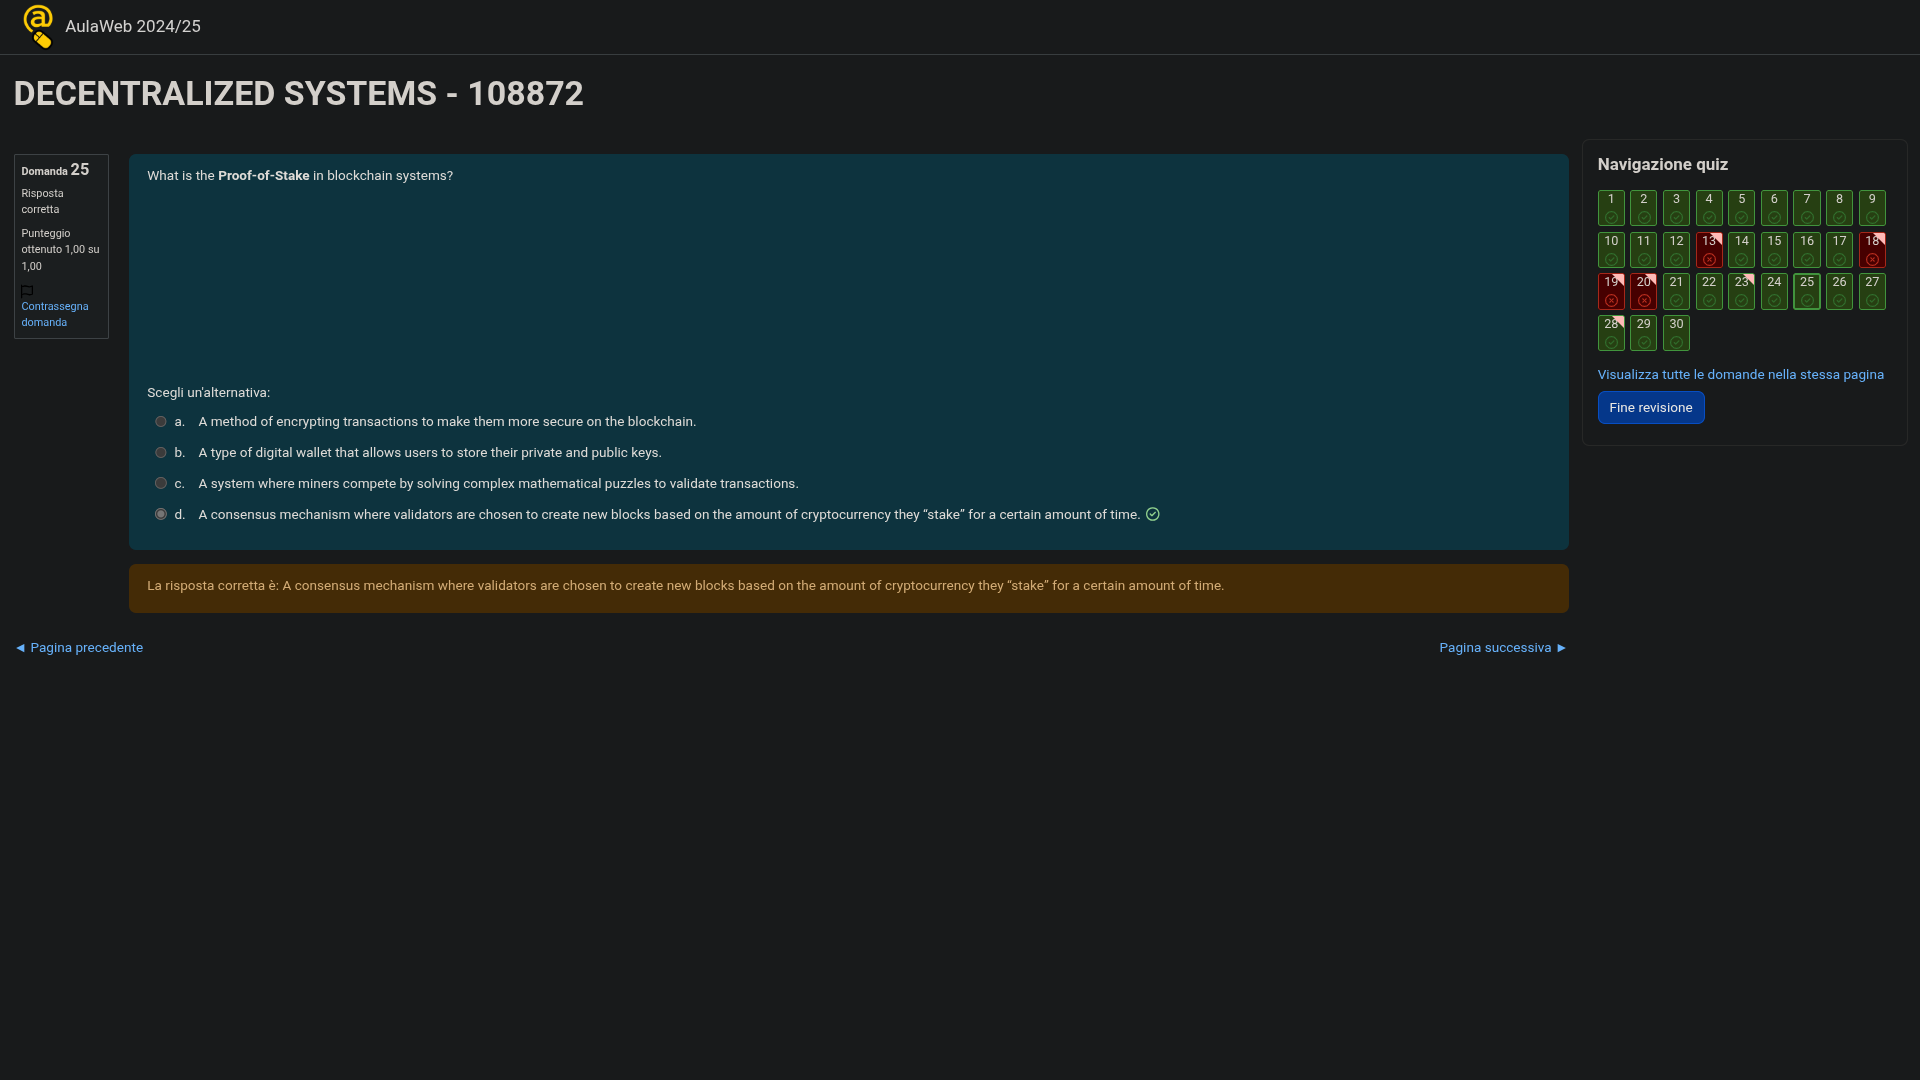 AulaWeb 2024/25
DECENTRALIZED SYSTEMS - 108872
Domanda 25
Risposta
corretta
Punteggio
ottenuto 1,00 su
1,00
Contrassegna
domanda
What is the Proof-of-Stake in blockchain systems?
Scegli un'alternativa:
a. A method of encrypting transactions to make them more secure on the blockchain.
b. A type of digital wallet that allows users to store their private and public keys.
c. A system where miners compete by solving complex mathematical puzzles to validate transactions.
d. A consensus mechanism where validators are chosen to create new blocks based on the amount of cryptocurrency they “stake” for a certain amount of time.
La risposta corretta è: A consensus mechanism where validators are chosen to create new blocks based on the amount of cryptocurrency they “stake” for a certain amount of time.
◄ Pagina precedente
Pagina successiva ►
Navigazione quiz
1 2 3 4 5 6 7 8 9
10 11 12 13 14 15 16 17 18
19 20 21 22 23 24 25 26 27
28 29 30
Visualizza tutte le domande nella stessa pagina
Fine revisione